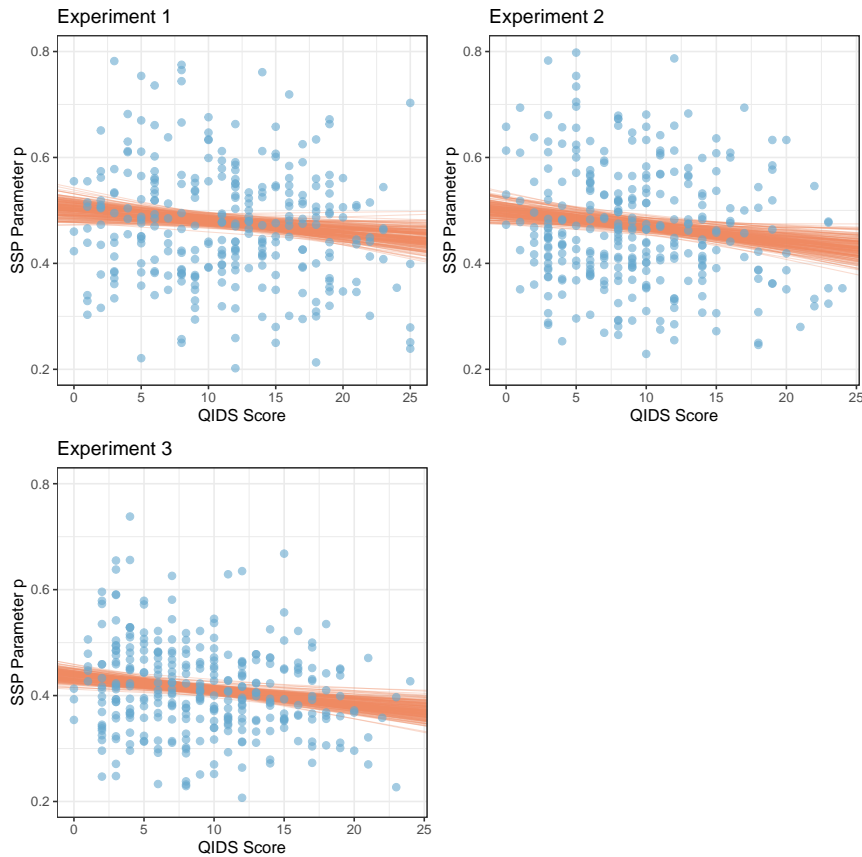 Experiment 1
0.8
0.6
0.4
0.2
SSP Parameter p
0 5 10 15 20 25
QIDS Score
Experiment 2
0.8
0.6
0.4
0.2
SSP Parameter p
0 5 10 15 20 25
QIDS Score
Experiment 3
0.8
0.6
0.4
0.2
SSP Parameter p
0 5 10 15 20 25
QIDS Score